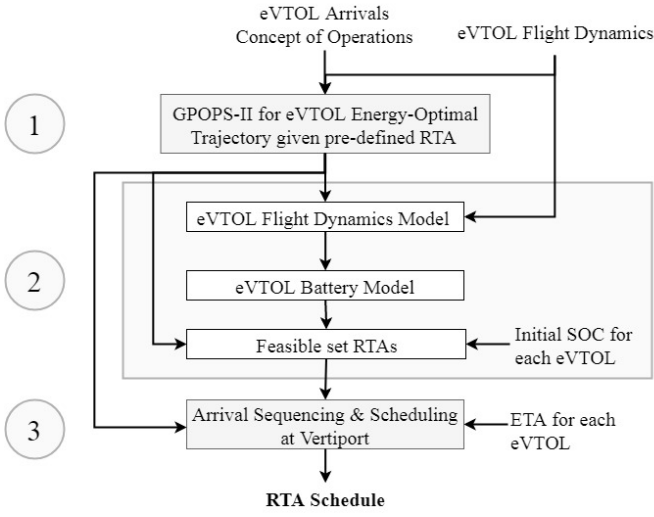 eVTOL Arrivals
Concept of Operations
eVTOL Flight Dynamics
1
GPOPS-II for eVTOL Energy-Optimal
Trajectory given pre-defined RTA
eVTOL Flight Dynamics Model
2
eVTOL Battery Model
Feasible set RTAs
Initial SOC for
each eVTOL
3
Arrival Sequencing & Scheduling
at Vertiport
ETA for each
eVTOL
RTA Schedule